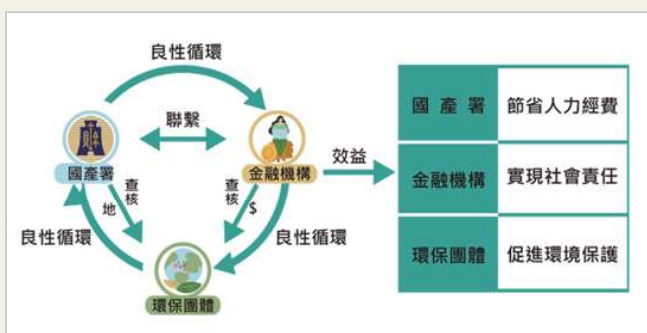 良性循環
聯繫
國產署
金融機構
效益
查核
地
查核
$
良性循環
良性循環
環保團體
國產署 節省人力經費
金融機構 實現社會責任
環保團體 促進環境保護